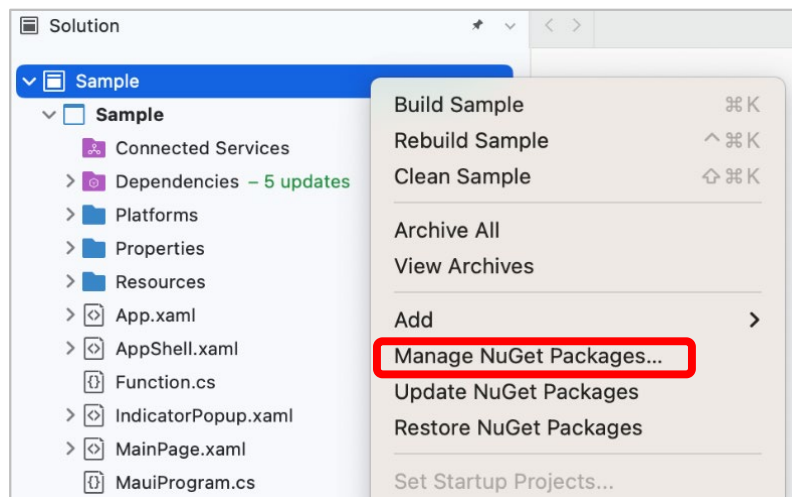 Solution
Sample
Sample
Connected Services
Dependencies – 5 updates
Platforms
Properties
Resources
App.xaml
AppShell.xaml
Function.cs
IndicatorPopup.xaml
MainPage.xaml
MauiProgram.cs
Build Sample ⌘K
Rebuild Sample ^⌘K
Clean Sample ⇧⌘K
Archive All
View Archives
Add
Manage NuGet Packages...
Update NuGet Packages
Restore NuGet Packages
Set Startup Projects...